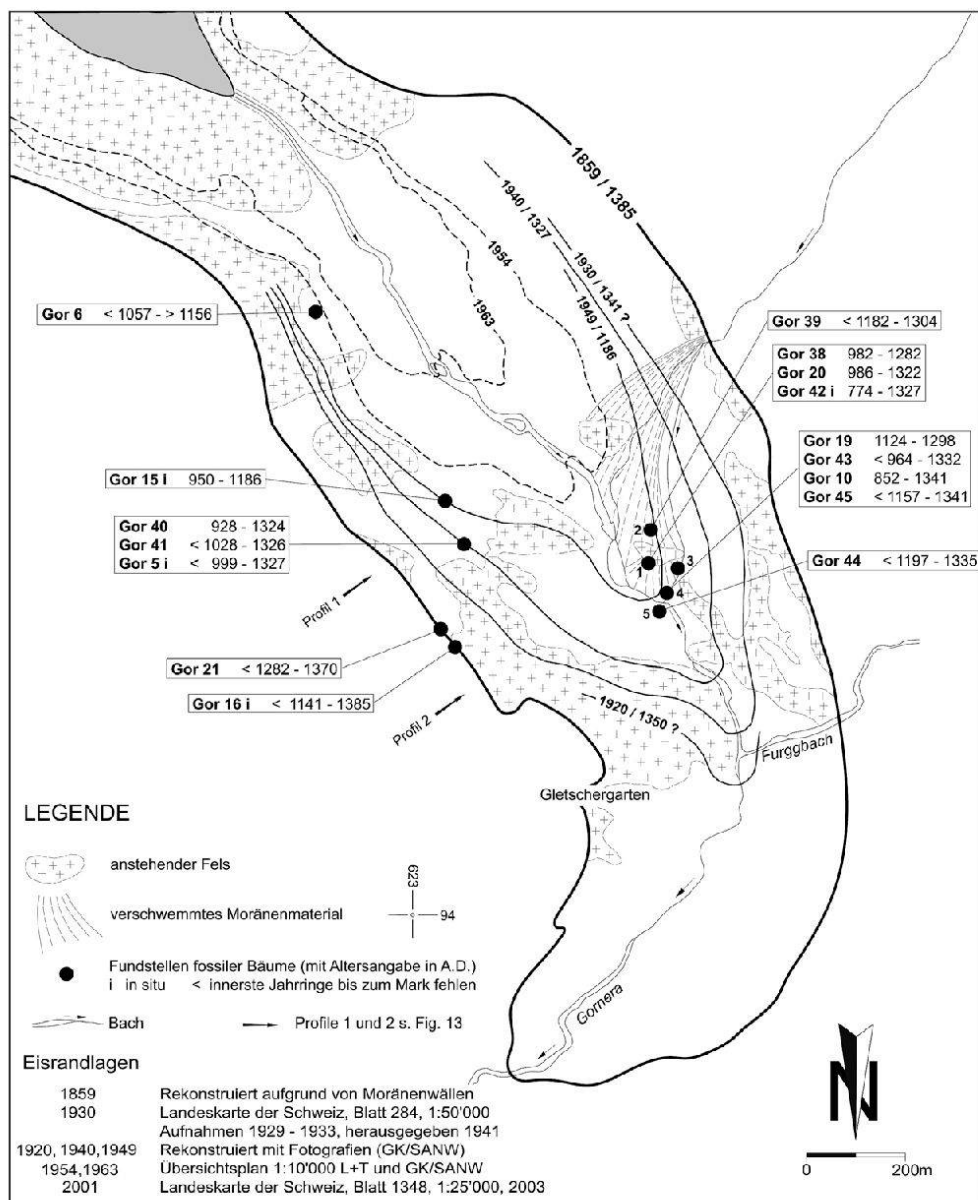 1859 / 1385
1940 / 1327
1930 / 1341 ?
1954
1949 / 1186
1963
Gor 6 < 1057 - > 1156
Gor 39 < 1182 - 1304
Gor 38 982 - 1282
Gor 20 986 - 1322
Gor 42 i 774 - 1327
Gor 19 1124 - 1298
Gor 43 < 964 - 1332
Gor 10 852 - 1341
Gor 45 < 1157 - 1341
Gor 15 i 950 - 1186
Gor 40 928 - 1324
Gor 41 < 1028 - 1326
Gor 5 i < 999 - 1327
2
1
3
4
5
Gor 44 < 1197 - 1335
Profil 1
Gor 21 < 1282 - 1370
Gor 16 i < 1141 - 1385
Profil 2
1920 / 1350 ?
Furggbach
Gletschergarten
Gornera
LEGENDE
anstehender Fels
verschwemmtes Moränenmaterial
623
94
Fundstellen fossiler Bäume (mit Altersangabe in A.D.)
i in situ < innerste Jahrringe bis zum Mark fehlen
Bach
Profile 1 und 2 s. Fig. 13
Eisrandlagen
1859 Rekonstruiert aufgrund von Moränenwällen
1930 Landeskarte der Schweiz, Blatt 284, 1:50'000
Aufnahmen 1929 - 1933, herausgegeben 1941
1920, 1940,1949 Rekonstruiert mit Fotografien (GK/SANW)
1954,1963 Übersichtsplan 1:10'000 L+T und GK/SANW
2001 Landeskarte der Schweiz, Blatt 1348, 1:25'000, 2003
N
0 200m